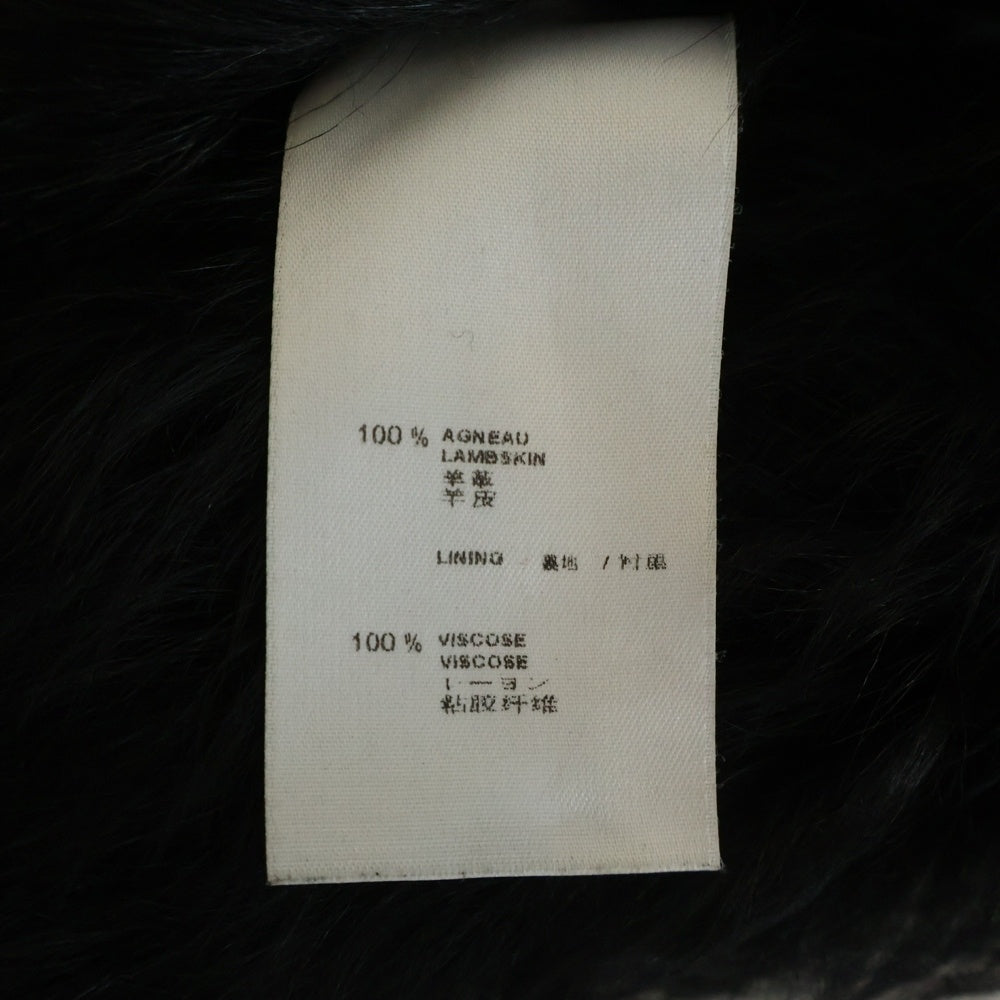 100 % AGNEAU
LAMBSKIN
羊革
羊皮
LINING 裏地 / 衬里
100 % VISCOSE
VISCOSE
レーヨン
粘胶纤维